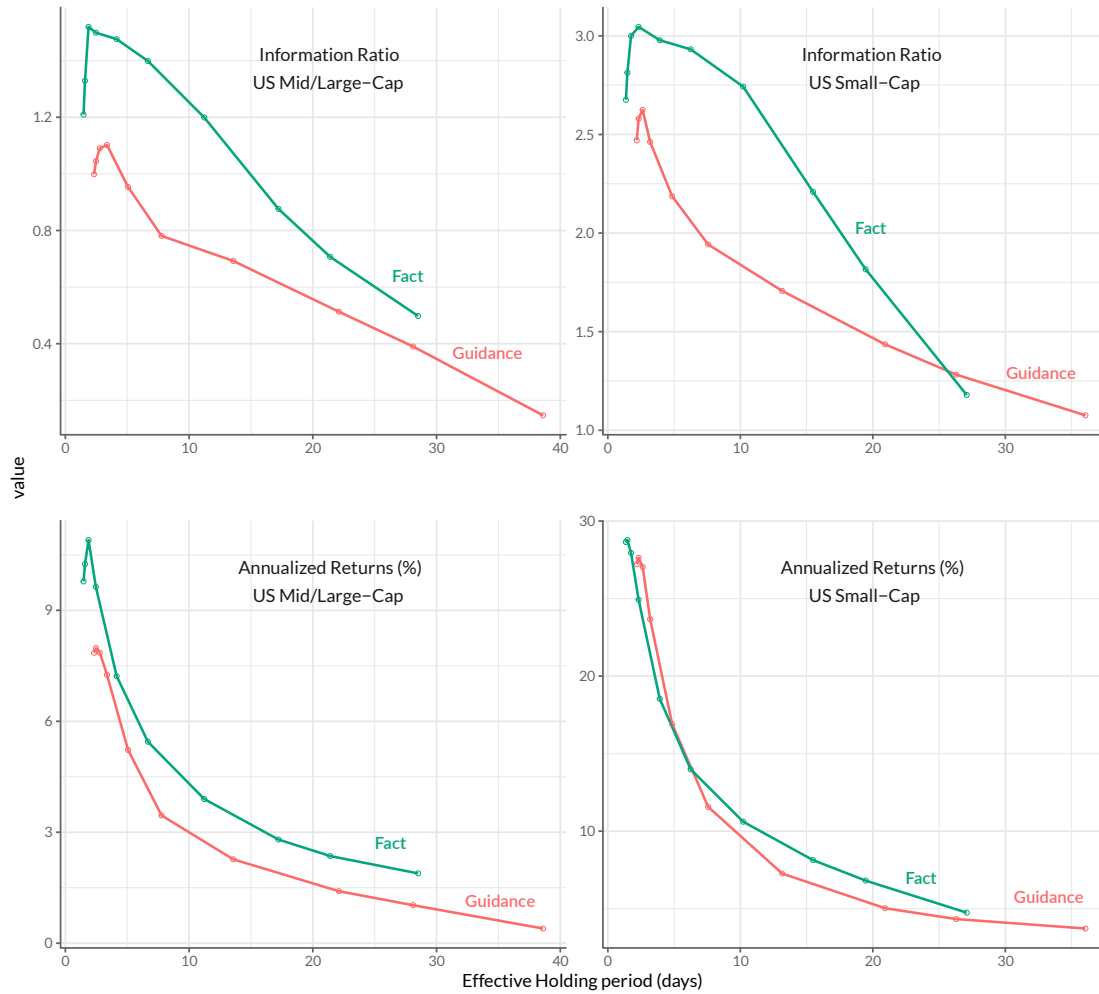 Information Ratio
US Mid/Large−Cap
1.2
0.8
0.4
Fact
Guidance
0 10 20 30 40
Information Ratio
US Small−Cap
3.0
2.5
2.0
1.5
1.0
Fact
Guidance
0 10 20 30
value
Annualized Returns (%)
US Mid/Large−Cap
9
6
3
0
Fact
Guidance
0 10 20 30 40
Annualized Returns (%)
US Small−Cap
30
20
10
Fact
Guidance
0 10 20 30
Effective Holding period (days)